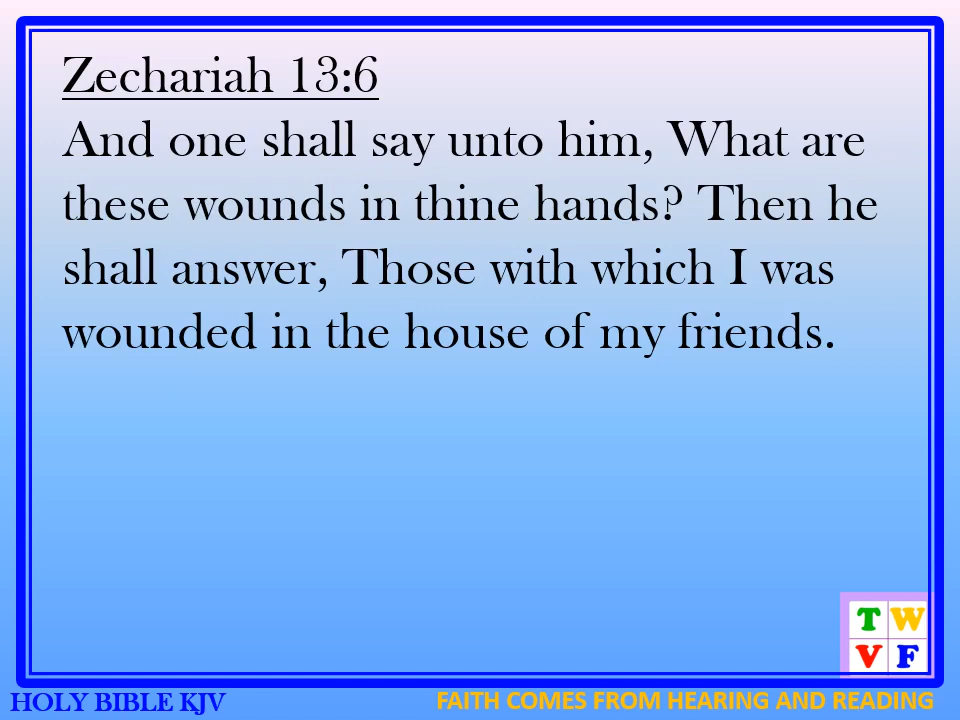 Zechariah 13:6
And one shall say unto him, What are
these wounds in thine hands? Then he
shall answer, Those with which I was
wounded in the house of my friends.
T W
V F
HOLY BIBLE KJV
FAITH COMES FROM HEARING AND READING